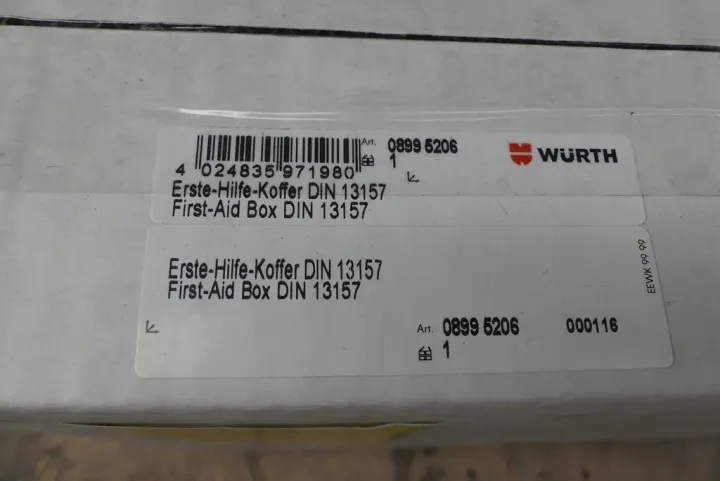 Art. 0899 5206
WÜRTH
4 024835 971980
1
Erste-Hilfe-Koffer DIN 13157
First-Aid Box DIN 13157
Erste-Hilfe-Koffer DIN 13157
First-Aid Box DIN 13157
EEWK 99 99
Art. 0899 5206 000116
1